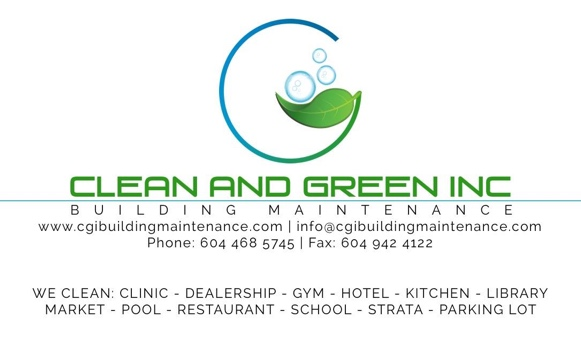 CLEAN AND GREEN INC
BUILDING MAINTENANCE
www.cgibuildingmaintenance.com | info@cgibuildingmaintenance.com
Phone: 604 468 5745 | Fax: 604 942 4122
WE CLEAN: CLINIC - DEALERSHIP - GYM - HOTEL - KITCHEN - LIBRARY
MARKET - POOL - RESTAURANT - SCHOOL - STRATA - PARKING LOT